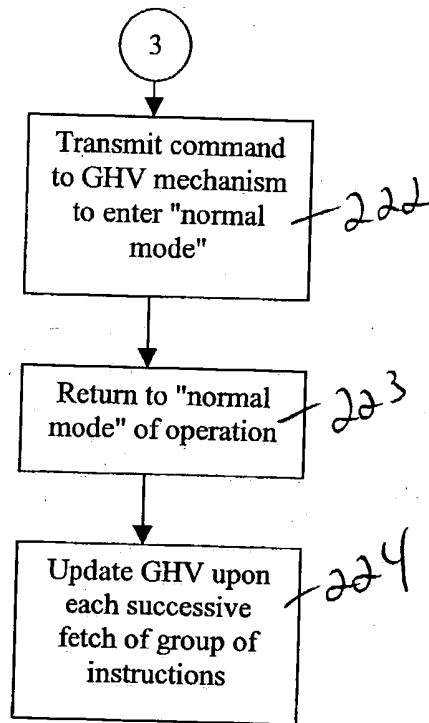 3
Transmit command
to GHV mechanism
to enter "normal
mode"
222
Return to "normal
mode" of operation
223
Update GHV upon
each successive
fetch of group of
instructions
224